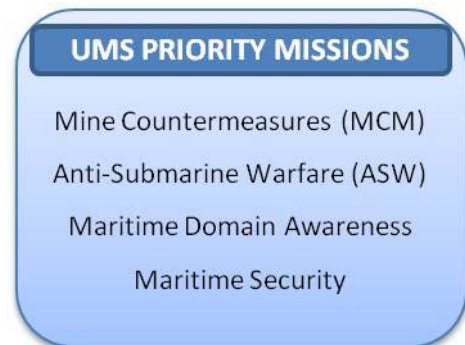 UMS PRIORITY MISSIONS
Mine Countermeasures (MCM)
Anti-Submarine Warfare (ASW)
Maritime Domain Awareness
Maritime Security